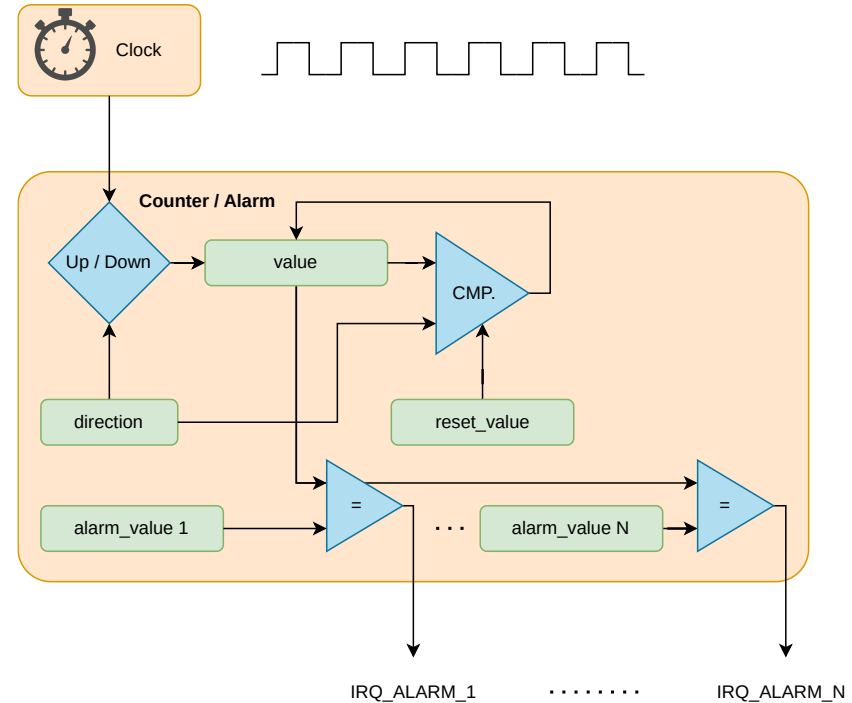 Clock
Counter / Alarm
Up / Down
value
CMP.
direction
reset_value
=
=
alarm_value 1
. . .
alarm_value N
IRQ_ALARM_1
. . . . . . . .
IRQ_ALARM_N